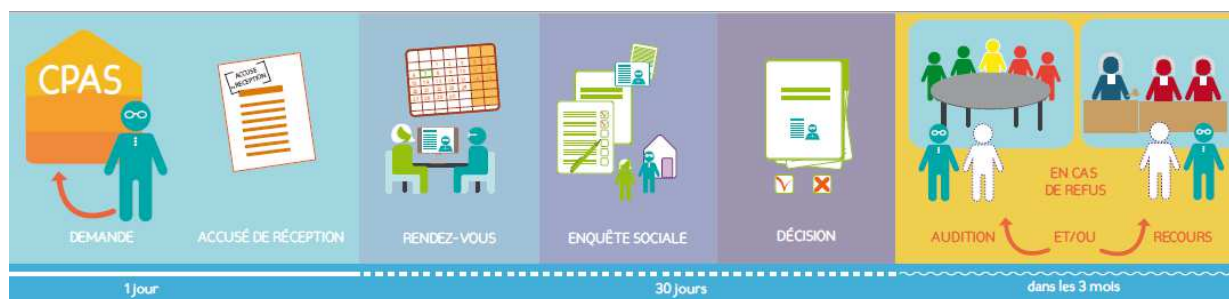 CPAS
ACCUSÉ
DE RÉCEPTION
DEMANDE
ACCUSÉ DE RÉCEPTION
RENDEZ-VOUS
ENQUÊTE SOCIALE
DÉCISION
EN CAS
DE REFUS
AUDITION
ET/OU
RECOURS
1 jour
30 jours
dans les 3 mois